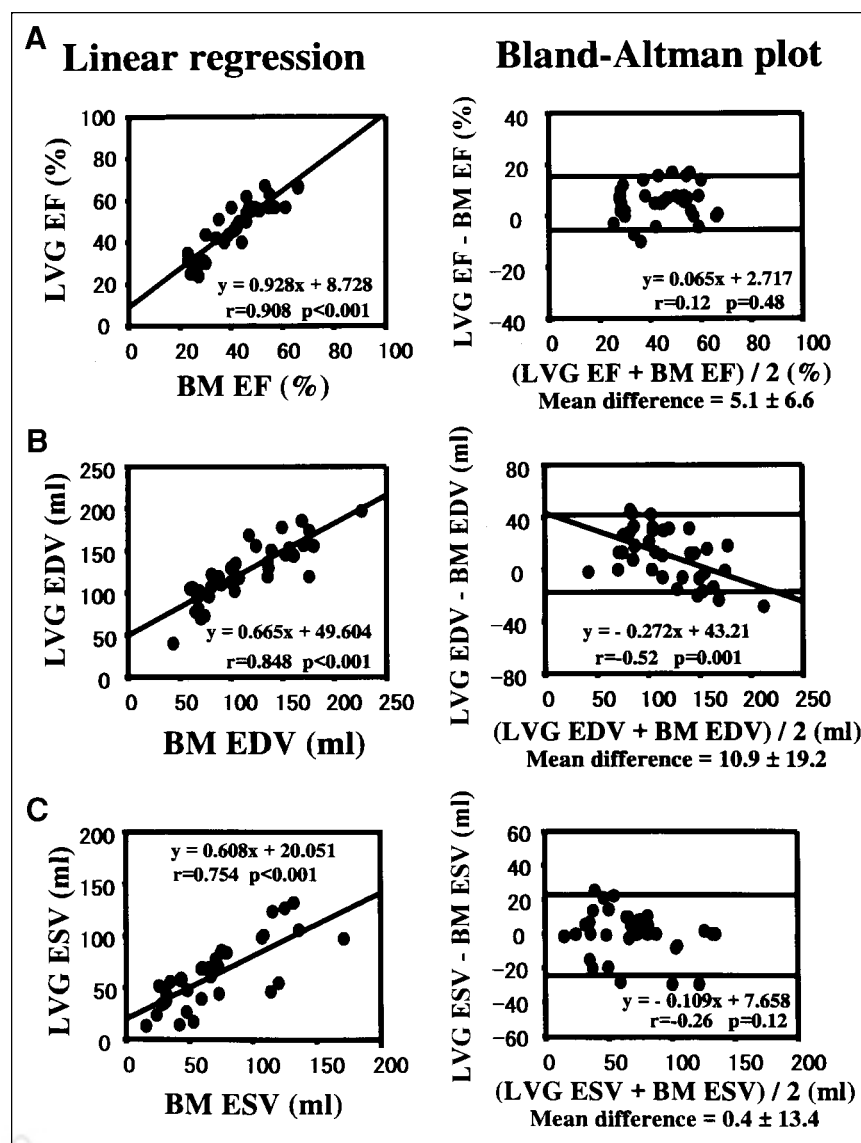 A
Linear regression
Bland-Altman plot
100
80
60
40
20
0
LVG EF (%)
y = 0.928x + 8.728
r=0.908 p<0.001
0 20 40 60 80 100
BM EF (%)
40
20
0
−20
−40
LVG EF - BM EF (%)
y= 0.065x + 2.717
r=0.12 p=0.48
0 20 40 60 80 100
(LVG EF + BM EF) / 2 (%)
Mean difference = 5.1 ± 6.6
B
250
200
150
100
50
0
LVG EDV (ml)
y = 0.665x + 49.604
r=0.848 p<0.001
0 50 100 150 200 250
BM EDV (ml)
80
40
0
−40
−80
LVG EDV - BM EDV (ml)
y = - 0.272x + 43.21
r=-0.52 p=0.001
0 50 100 150 200 250
(LVG EDV + BM EDV) / 2 (ml)
Mean difference = 10.9 ± 19.2
C
200
150
100
50
0
LVG ESV (ml)
y = 0.608x + 20.051
r=0.754 p<0.001
0 50 100 150 200
BM ESV (ml)
60
40
20
0
−20
−40
−60
LVG ESV - BM ESV (ml)
y = - 0.109x + 7.658
r=-0.26 p=0.12
0 50 100 150 200
(LVG ESV + BM ESV) / 2 (ml)
Mean difference = 0.4 ± 13.4